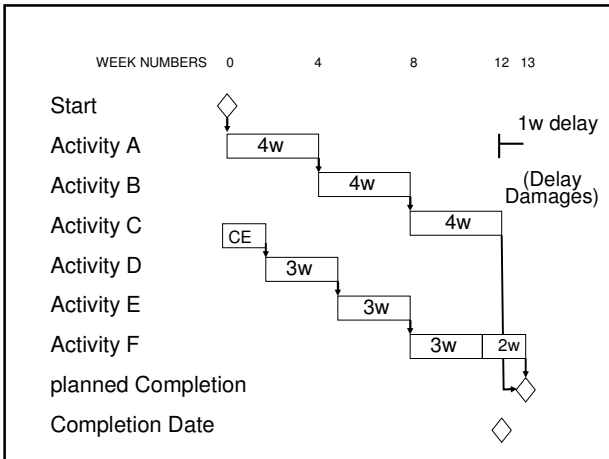 WEEK NUMBERS 0 4 8 12 13
Start
1w delay
Activity A 4w
Activity B 4w
(Delay
Damages)
Activity C 4w
CE
Activity D 3w
Activity E 3w
Activity F 3w 2w
planned Completion
Completion Date